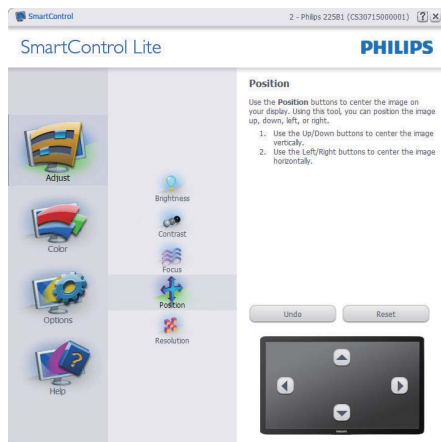 SmartControl
2 - Philips 225B1 (CS30715000001)
SmartControl Lite
PHILIPS
Adjust
Color
Options
Help
Brightness
Contrast
Focus
Position
Resolution
Position
Use the Position buttons to center the image on
your display. Using this tool, you can position the image
up, down, left, or right.
1. Use the Up/Down buttons to center the image
vertically.
2. Use the Left/Right buttons to center the image
horizontally.
Undo
Reset
PHILIPS